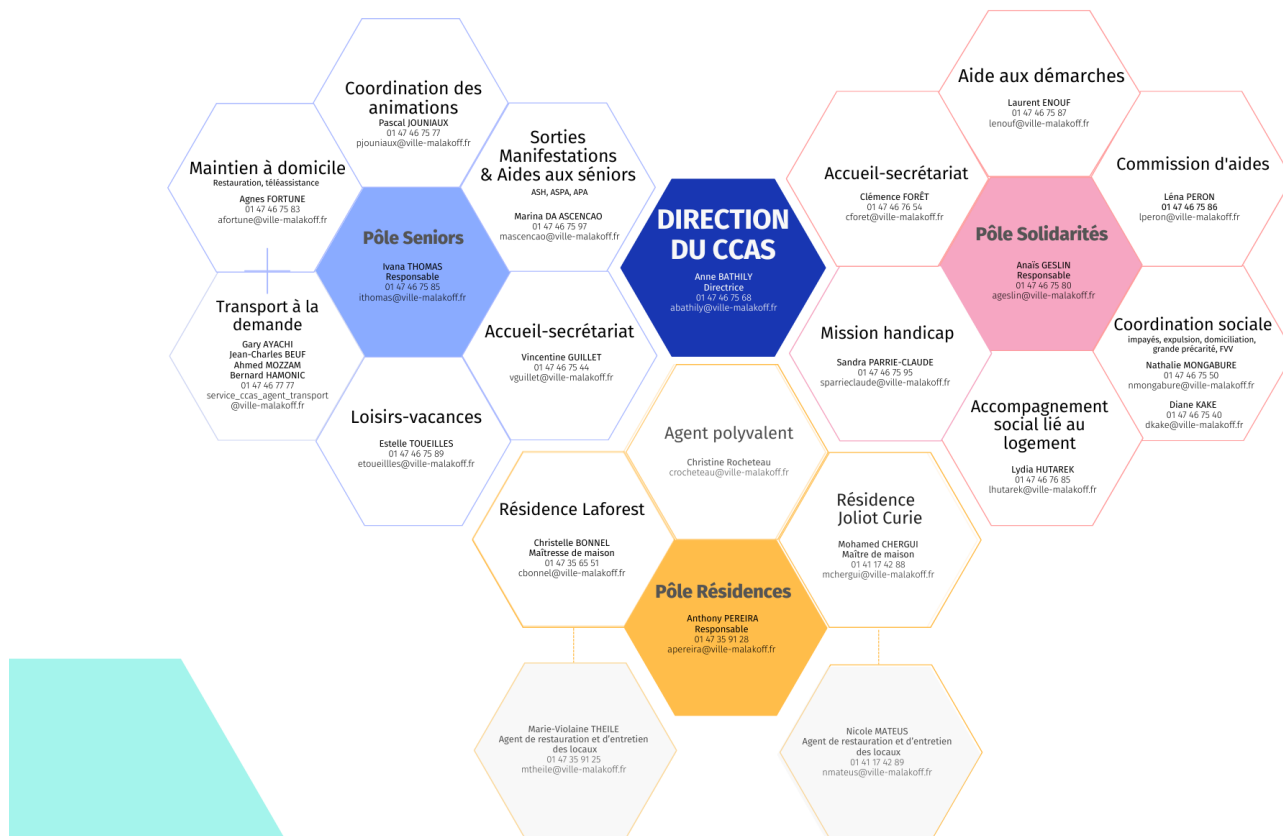 Coordination des
animations
Pascal JOUNIAUX
01 47 46 75 77
pjouniaux@ville-malakoff.fr
Maintien à domicile
Restauration, téléassistance
Agnes FORTUNE
01 47 46 75 83
afortune@ville-malakoff.fr
Sorties
Manifestations
& Aides aux séniors
ASH, ASPA, APA
Marina DA ASCENCAO
01 47 46 75 97
mascencao@ville-malakoff.fr
Pôle Seniors
Ivana THOMAS
Responsable
01 47 46 75 85
ithomas@ville-malakoff.fr
Transport à la
demande
Gary AYACHI
Jean-Charles BEUF
Ahmed MOZZAM
Bernard HAMONIC
01 47 46 77 77
service_ccas_agent_transport
@ville-malakoff.fr
Accueil-secrétariat
Vincentine GUILLET
01 47 46 75 44
vguillet@ville-malakoff.fr
Loisirs-vacances
Estelle TOUEILLES
01 47 46 75 89
etoueillles@ville-malakoff.fr
DIRECTION
DU CCAS
Anne BATHILY
Directrice
01 47 46 75 68
abathily@ville-malakoff.fr
Aide aux démarches
Laurent ENOUF
01 47 46 75 87
lenouf@ville-malakoff.fr
Accueil-secrétariat
Clémence FORÊT
01 47 46 76 54
cforet@ville-malakoff.fr
Commission d'aides
Léna PERON
01 47 46 75 86
lperon@ville-malakoff.fr
Pôle Solidarités
Anaïs GESLIN
Responsable
01 47 46 75 80
ageslin@ville-malakoff.fr
Mission handicap
Sandra PARRIE-CLAUDE
01 47 46 75 95
sparrieclaude@ville-malakoff.fr
Coordination sociale
impayés, expulsion, domiciliation,
grande précarité, FVV
Nathalie MONGABURE
01 47 46 75 50
nmongabure@ville-malakoff.fr
Diane KAKE
01 47 46 75 40
dkake@ville-malakoff.fr
Accompagnement
social lié au
logement
Lydia HUTAREK
01 47 46 76 85
lhutarek@ville-malakoff.fr
Agent polyvalent
Christine Rocheteau
crocheteau@ville-malakoff.fr
Résidence Laforest
Christelle BONNEL
Maîtresse de maison
01 47 35 65 51
cbonnel@ville-malakoff.fr
Résidence
Joliot Curie
Mohamed CHERGUI
Maître de maison
01 41 17 42 88
mchergui@ville-malakoff.fr
Pôle Résidences
Anthony PEREIRA
Responsable
01 47 35 91 28
apereira@ville-malakoff.fr
Marie-Violaine THEILE
Agent de restauration et d'entretien
des locaux
01 47 35 91 25
mtheile@ville-malakoff.fr
Nicole MATEUS
Agent de restauration et d'entretien
des locaux
01 41 17 42 89
nmateus@ville-malakoff.fr